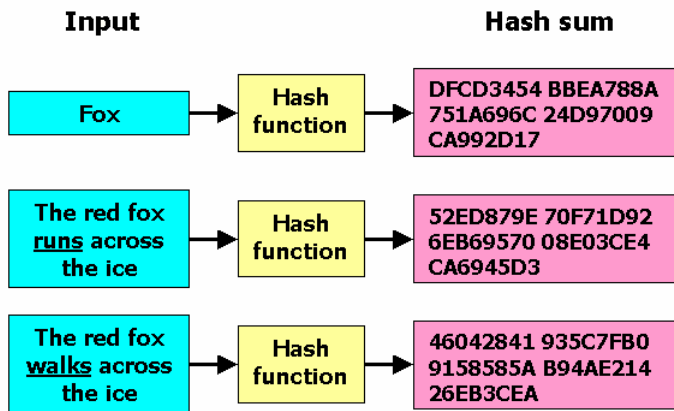 Input
Hash sum
Fox
Hash
function
DFCD3454 BBEA788A
751A696C 24D97009
CA992D17
The red fox
runs across
the ice
Hash
function
52ED879E 70F71D92
6EB69570 08E03CE4
CA6945D3
The red fox
walks across
the ice
Hash
function
46042841 935C7FB0
9158585A B94AE214
26EB3CEA